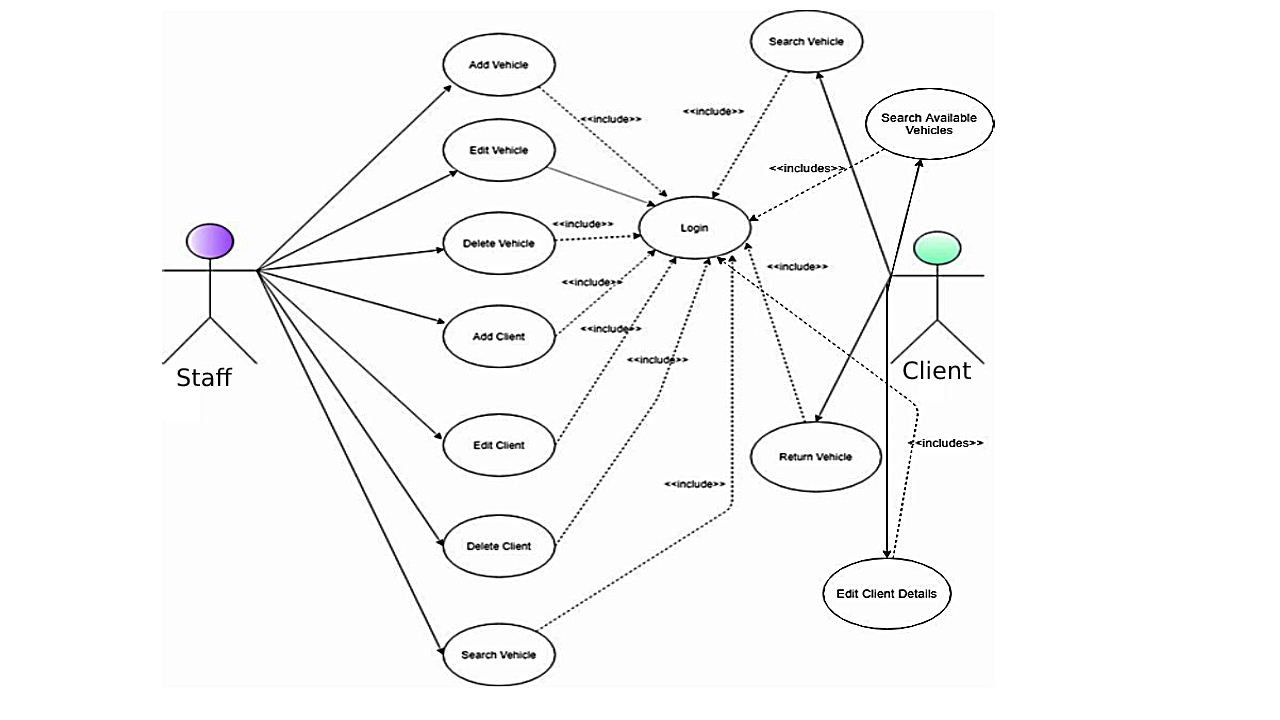 Search Vehicle
Add Vehicle
<<include>>
<<include>>
Search Available
Vehicles
Edit Vehicle
<<includes>>
Login
<<include>>
Delete Vehicle
<<include>>
<<include>>
Add Client
<<include>>
<<include>>
Staff
Client
Edit Client
<<includes>>
Return Vehicle
<<include>>
Delete Client
Edit Client Details
Search Vehicle